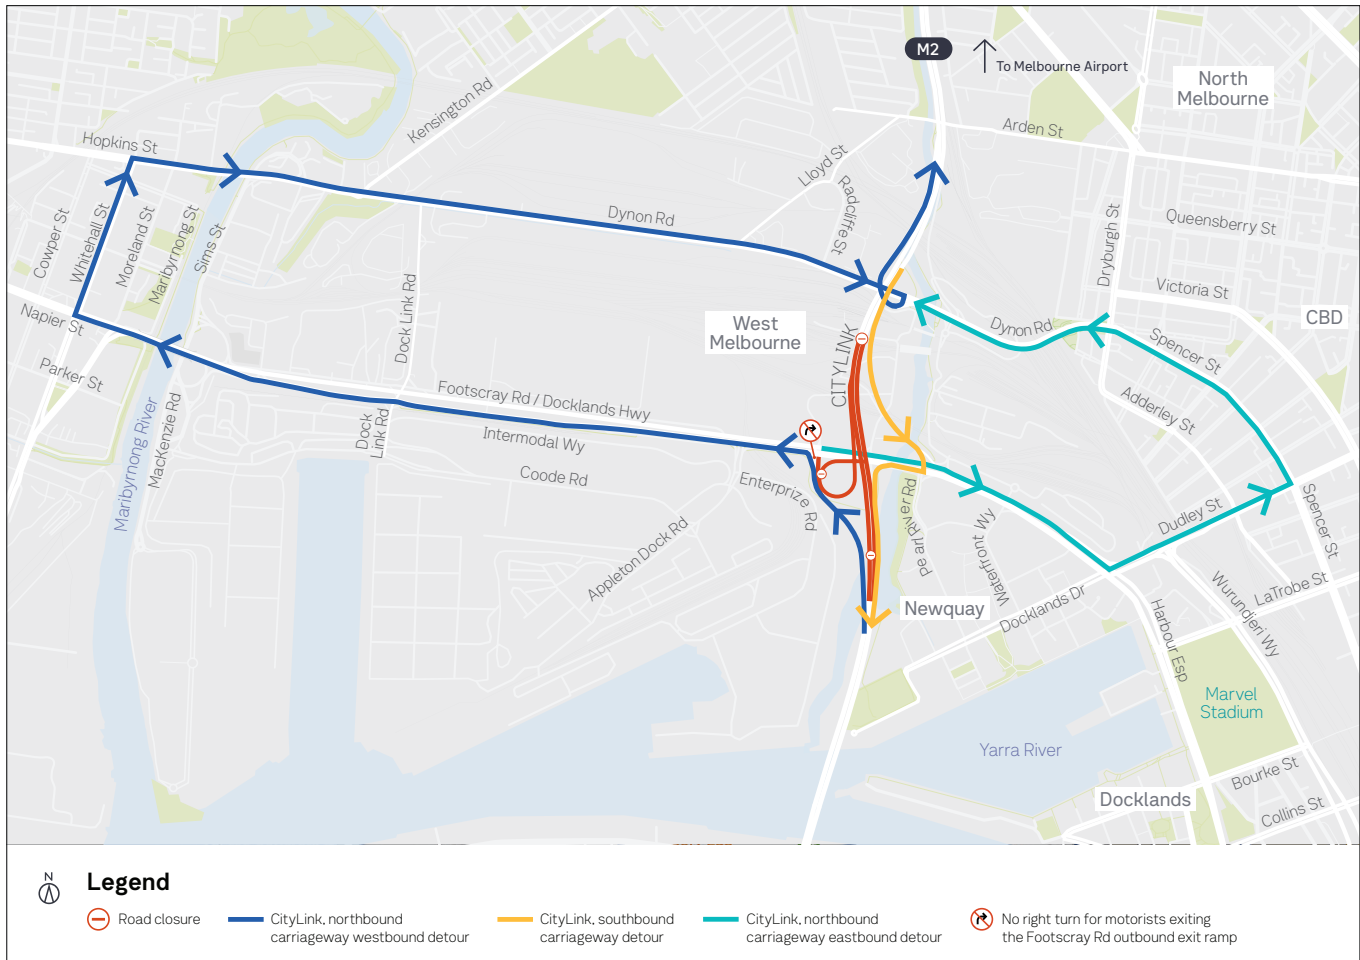 M2
To Melbourne Airport
North
Melbourne
Kensington Rd
Arden St
Hopkins St
Lloyd St
Radcliffe St
Dynon Rd
Cowper St
Whitehall St
Moreland St
Maribyrnong St
Sims St
Dryburgh St
Queensberry St
Victoria St
Dock Link Rd
Napier St
West
Melbourne
CITYLINK
Dynon Rd
Spencer St
CBD
Parker St
Footscray Rd / Docklands Hwy
Adderley St
Maribyrnong River
MacKenzie Rd
Dock
Link Rd
Intermodal Wy
Coode Rd
Enterprize Rd
Pearl River Rd
Waterfront Wy
Dudley St
Spencer St
Appleton Dock Rd
Newquay
Docklands Dr
Harbour Esp
Wurundjeri Wy
LaTrobe St
Marvel
Stadium
Yarra River
Bourke St
Docklands
Collins St
N
Legend
Road closure
CityLink, northbound
carriageway westbound detour
CityLink, southbound
carriageway detour
CityLink, northbound
carriageway eastbound detour
No right turn for motorists exiting
the Footscray Rd outbound exit ramp